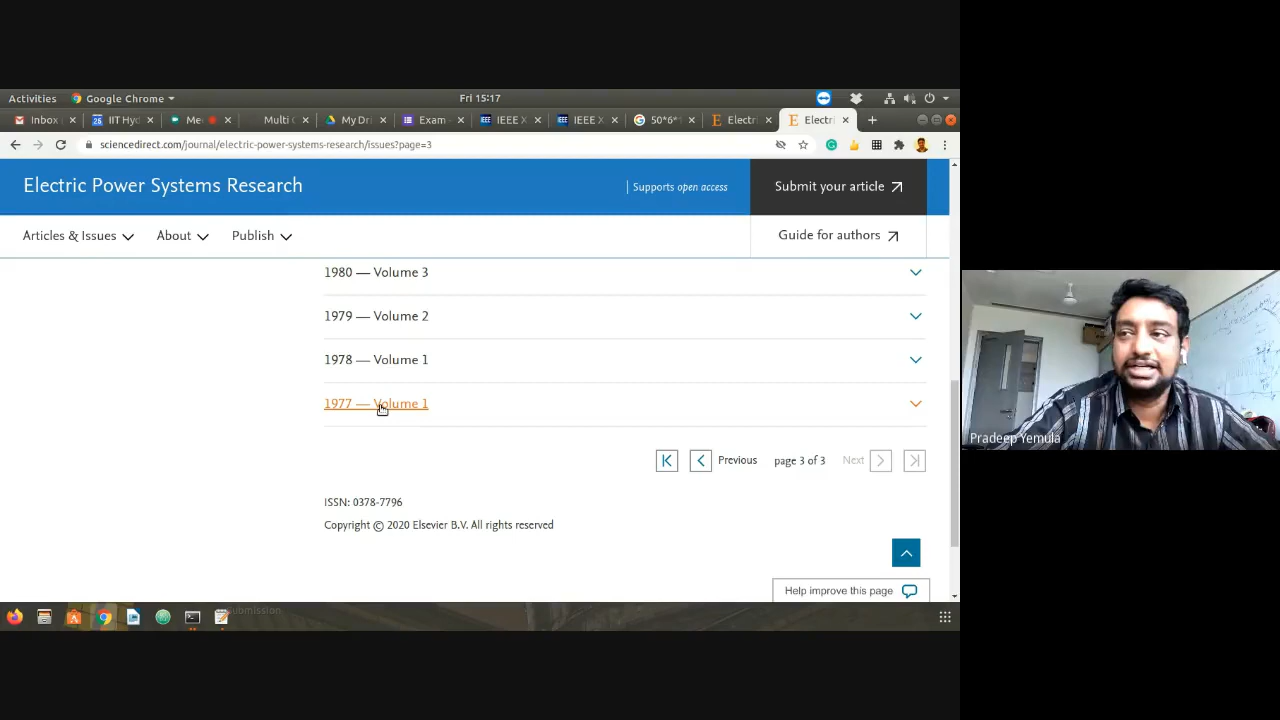 Activities Google Chrome Fri 15:17
Inbox IIT Hyd Me Multi My Dri Exam - IEEE X IEEE X 50*6* Electri Electri
sciencedirect.com/journal/electric-power-systems-research/issues?page=3
Electric Power Systems Research Supports open access Submit your article
Articles & Issues About Publish Guide for authors
1980 — Volume 3
1979 — Volume 2
1978 — Volume 1
1977 — Volume 1
Previous page 3 of 3 Next
ISSN: 0378-7796
Copyright © 2020 Elsevier B.V. All rights reserved
Help improve this page
Submission
Pradeep Yemula